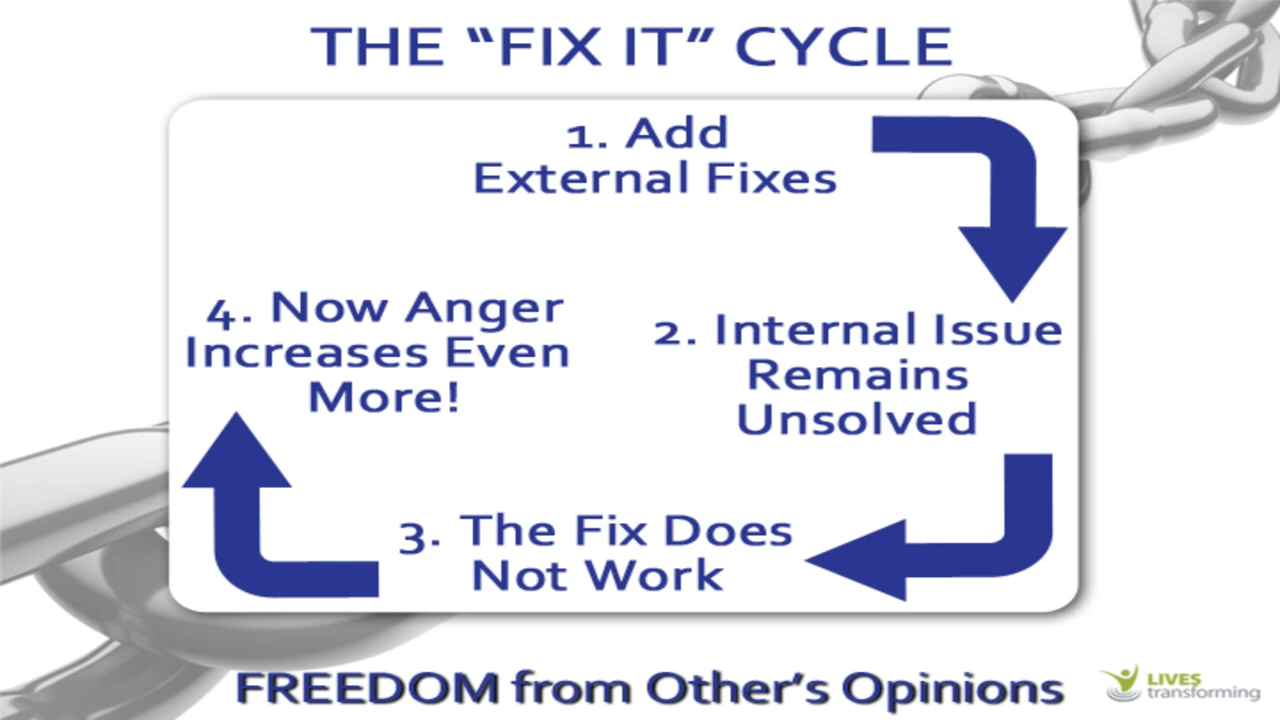 THE “FIX IT” CYCLE
1. Add
External Fixes
2. Internal Issue
Remains
Unsolved
3. The Fix Does
Not Work
4. Now Anger
Increases Even
More!
FREEDOM from Other’s Opinions
LIVES
transforming